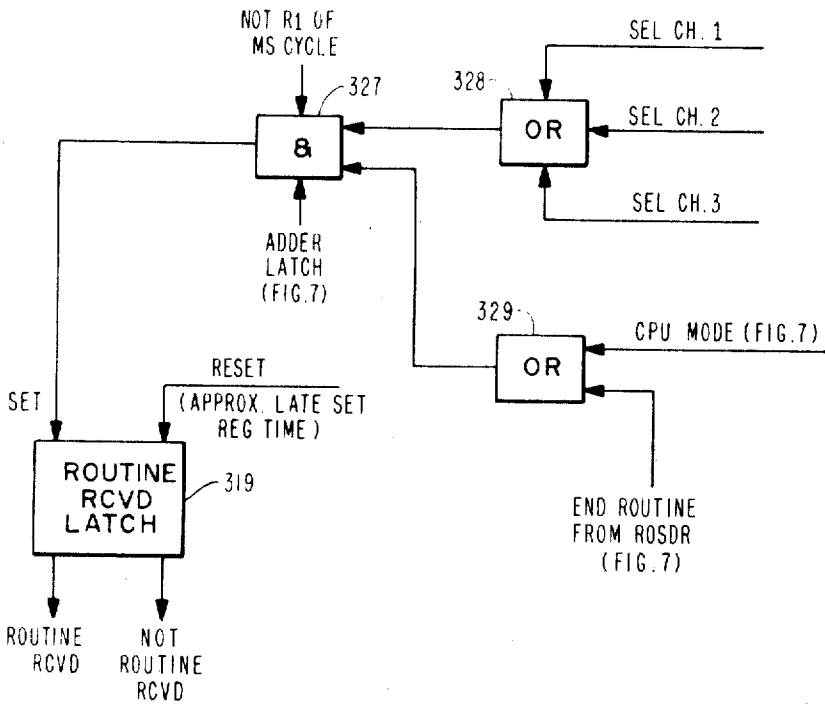 NOT R1 OF
MS CYCLE
327
&
328
OR
SEL CH. 1
SEL CH. 2
SEL CH. 3
ADDER
LATCH
(FIG.7)
329
OR
CPU MODE (FIG.7)
RESET
(APPROX. LATE SET
REG TIME)
SET
ROUTINE
RCVD
LATCH
319
END ROUTINE
FROM ROSDR
(FIG.7)
ROUTINE
RCVD
NOT
ROUTINE
RCVD